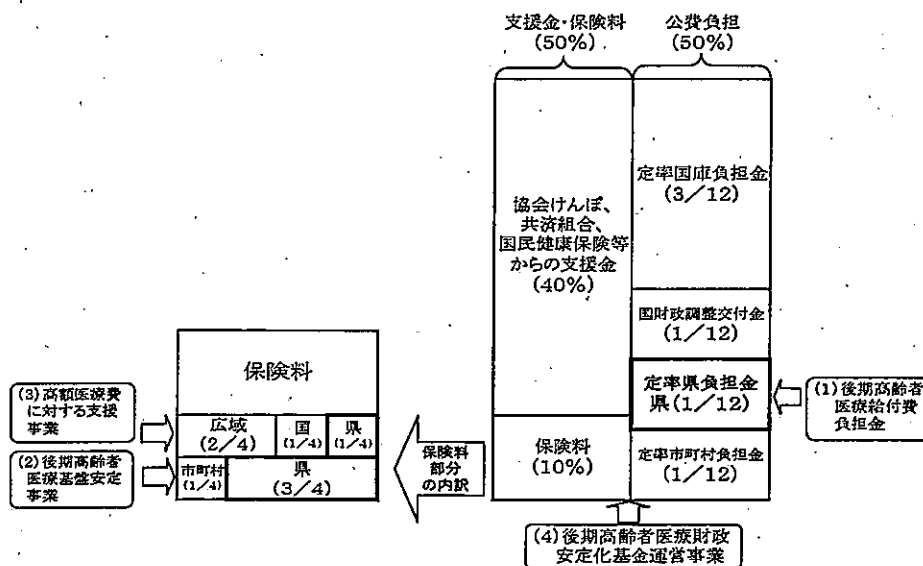 支援金・保険料
(50%)
公費負担
(50%)
協会けんぽ、
共済組合、
国民健康保険等
からの支援金
(40%)
定率国庫負担金
(3/12)
国財政調整交付金
(1/12)
定率県負担金
県(1/12)
(1)後期高齢者
医療給付費
負担金
保険料
(10%)
定率市町村負担金
(1/12)
(4)後期高齢者医療財政
安定化基金運営事業
保険料
部分
の内訳
保険料
(3)高額医療費
に対する支援
事業
広域
(2/4)
国
(1/4)
県
(1/4)
(2)後期高齢者
医療基盤安定
事業
市町村
(1/4)
県
(3/4)